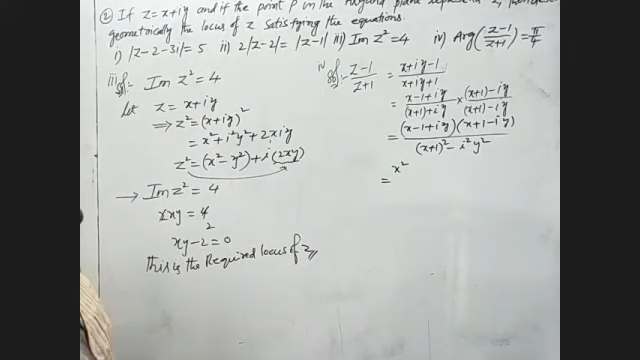 ② If z = x+iy and if the point P in the Argand plane represents z, 
geometrically the locus of z satisfying the equations.
i) |z-2-3i| = 5 ii) 2|z-2| = |z-1| iii) Im z² = 4 iv) Arg((z-1)/(z+1)) = π/4
iii) Sol:- Im z² = 4
Let z = x+iy
⇒ z² = (x+iy)²
= x² + i²y² + 2xiy
z² = (x² - y²) + i(2xy)
→ Im z² = 4
2xy = 4
2
xy - 2 = 0
This is the Required locus of z
iv Sol:- (z-1)/(z+1) = (x+iy-1)/(x+iy+1)
= (x-1+iy)/((x+1)+iy) × ((x+1)-iy)/((x+1)-iy)
= (x-1+iy)(x+1-iy)/((x+1)² - i²y²)
= x²